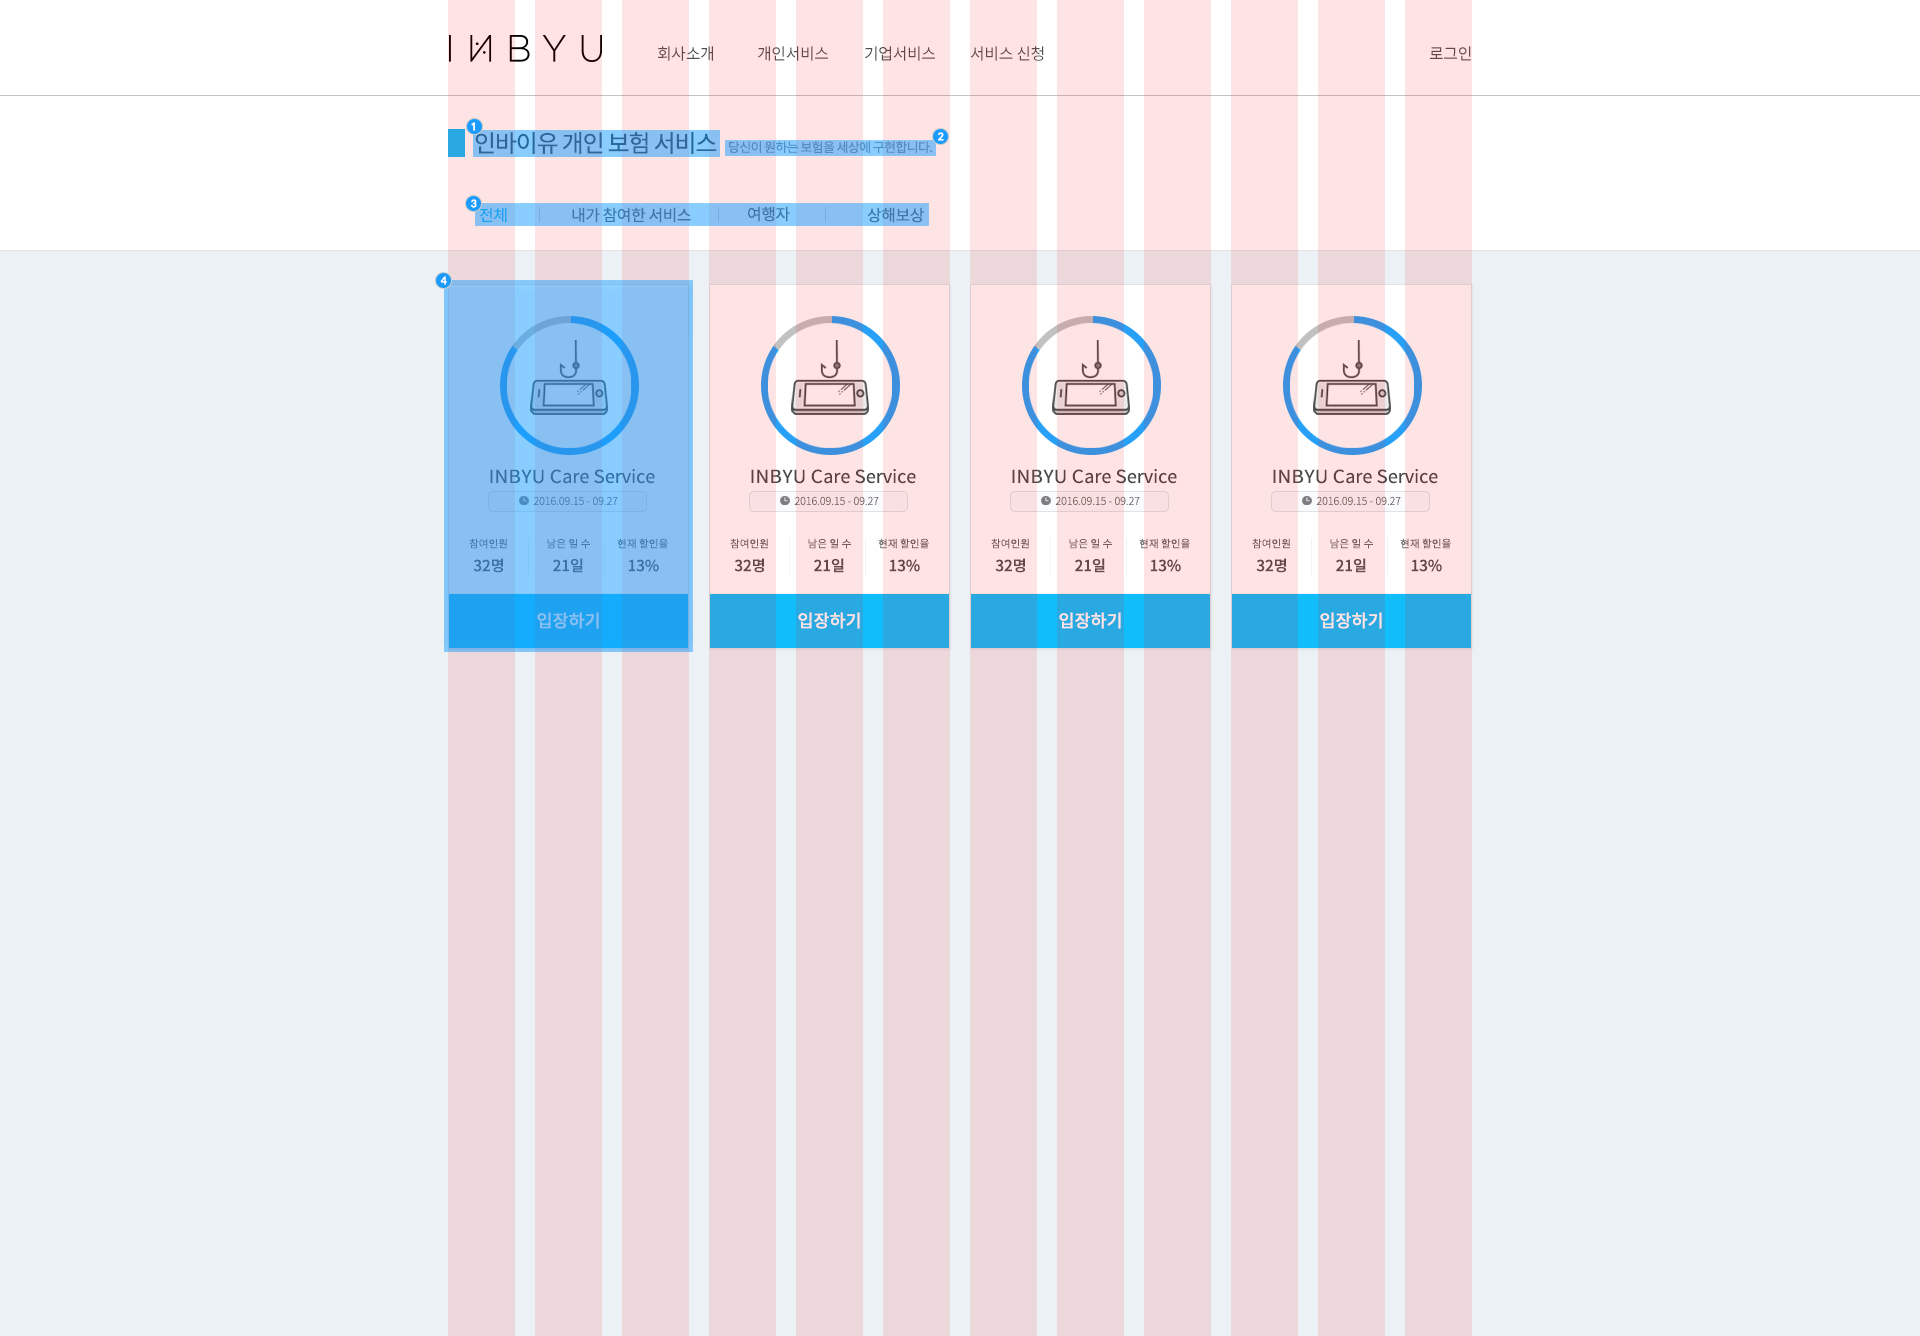 INBYU 회사소개 개인서비스 기업서비스 서비스 신청 로그인
1 인바이유 개인 보험 서비스 당신이 원하는 보험을 세상에 구현합니다. 2
3 전체 내가 참여한 서비스 여행자 상해보상
4
INBYU Care Service
2016.09.15 - 09.27
참여인원 남은 일 수 현재 할인율
32명 21일 13%
입장하기
INBYU Care Service
2016.09.15 - 09.27
참여인원 남은 일 수 현재 할인율
32명 21일 13%
입장하기
INBYU Care Service
2016.09.15 - 09.27
참여인원 남은 일 수 현재 할인율
32명 21일 13%
입장하기
INBYU Care Service
2016.09.15 - 09.27
참여인원 남은 일 수 현재 할인율
32명 21일 13%
입장하기